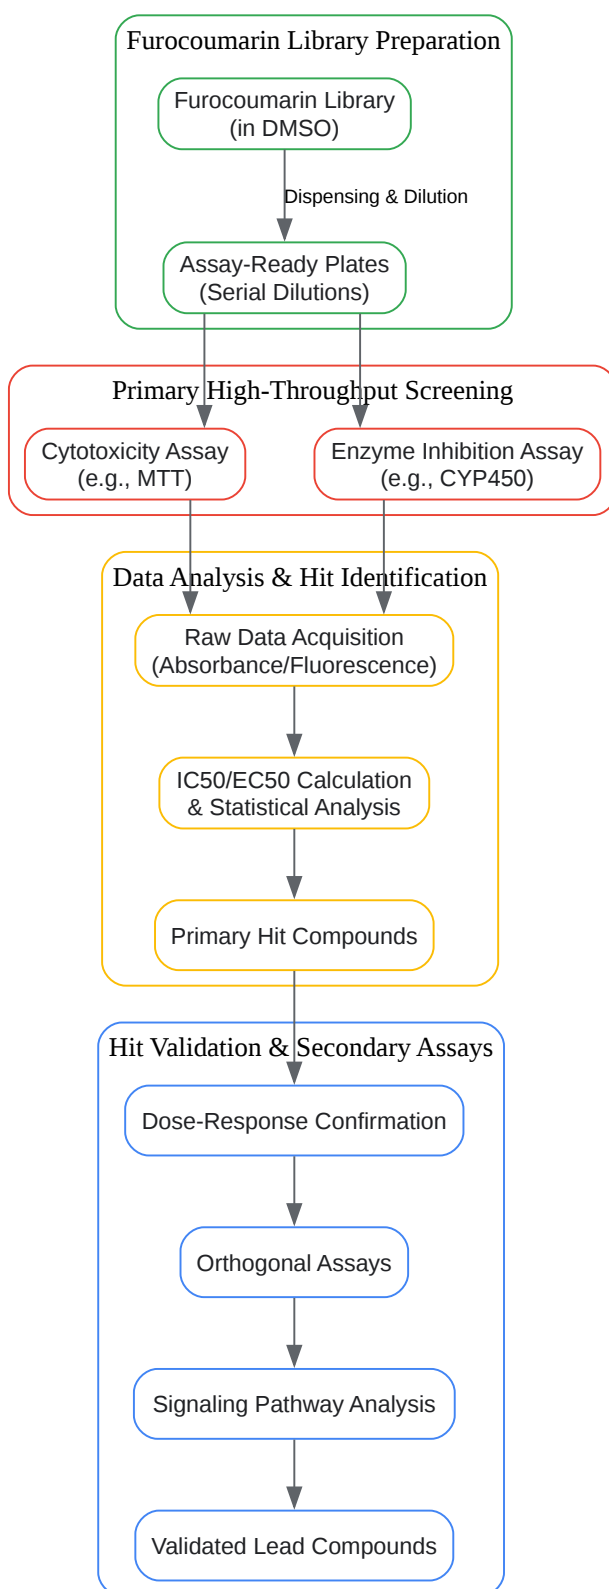 Furocoumarin Library Preparation
Furocoumarin Library
(in DMSO)
Dispensing & Dilution
Assay-Ready Plates
(Serial Dilutions)
Primary High-Throughput Screening
Cytotoxicity Assay
(e.g., MTT)
Enzyme Inhibition Assay
(e.g., CYP450)
Data Analysis & Hit Identification
Raw Data Acquisition
(Absorbance/Fluorescence)
IC50/EC50 Calculation
& Statistical Analysis
Primary Hit Compounds
Hit Validation & Secondary Assays
Dose-Response Confirmation
Orthogonal Assays
Signaling Pathway Analysis
Validated Lead Compounds